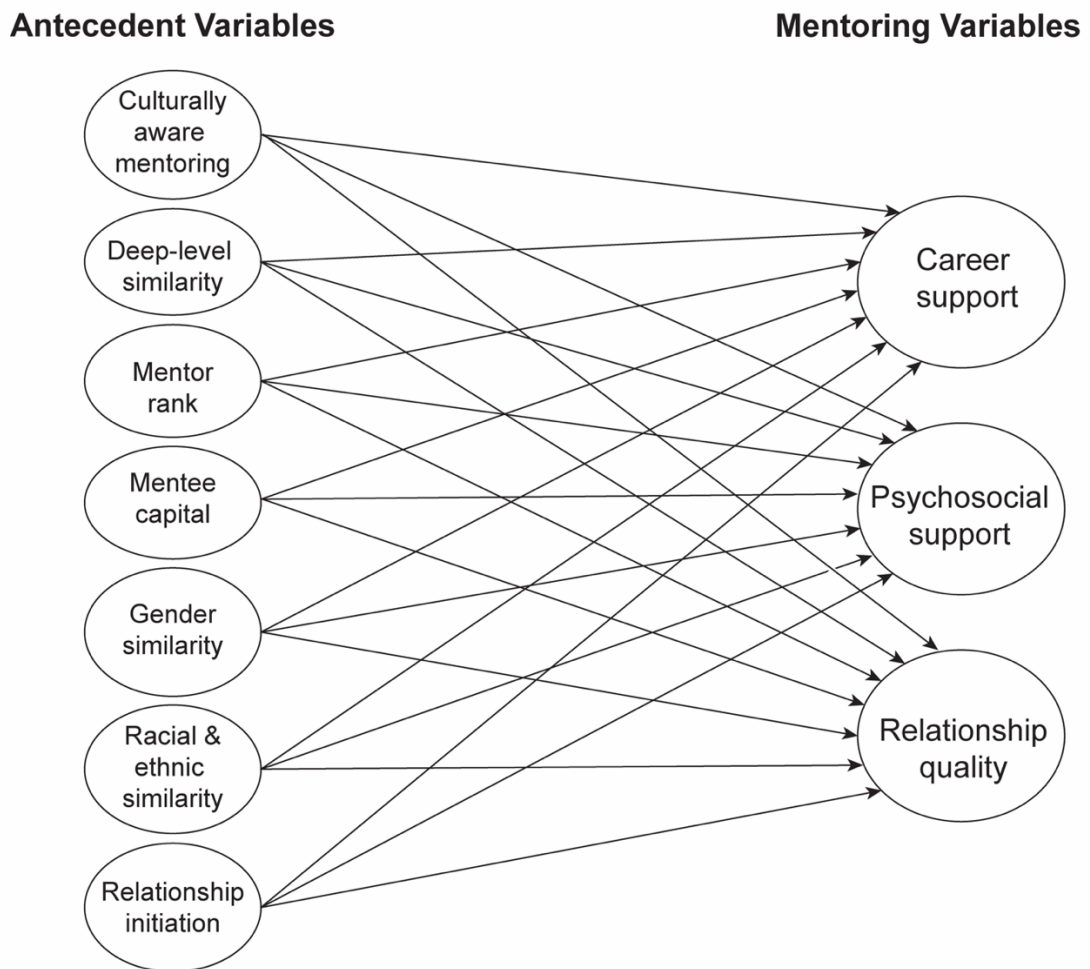 Antecedent Variables
Mentoring Variables
Culturally
aware
mentoring
Deep-level
similarity
Mentor
rank
Mentee
capital
Gender
similarity
Racial &
ethnic
similarity
Relationship
initiation
Career
support
Psychosocial
support
Relationship
quality